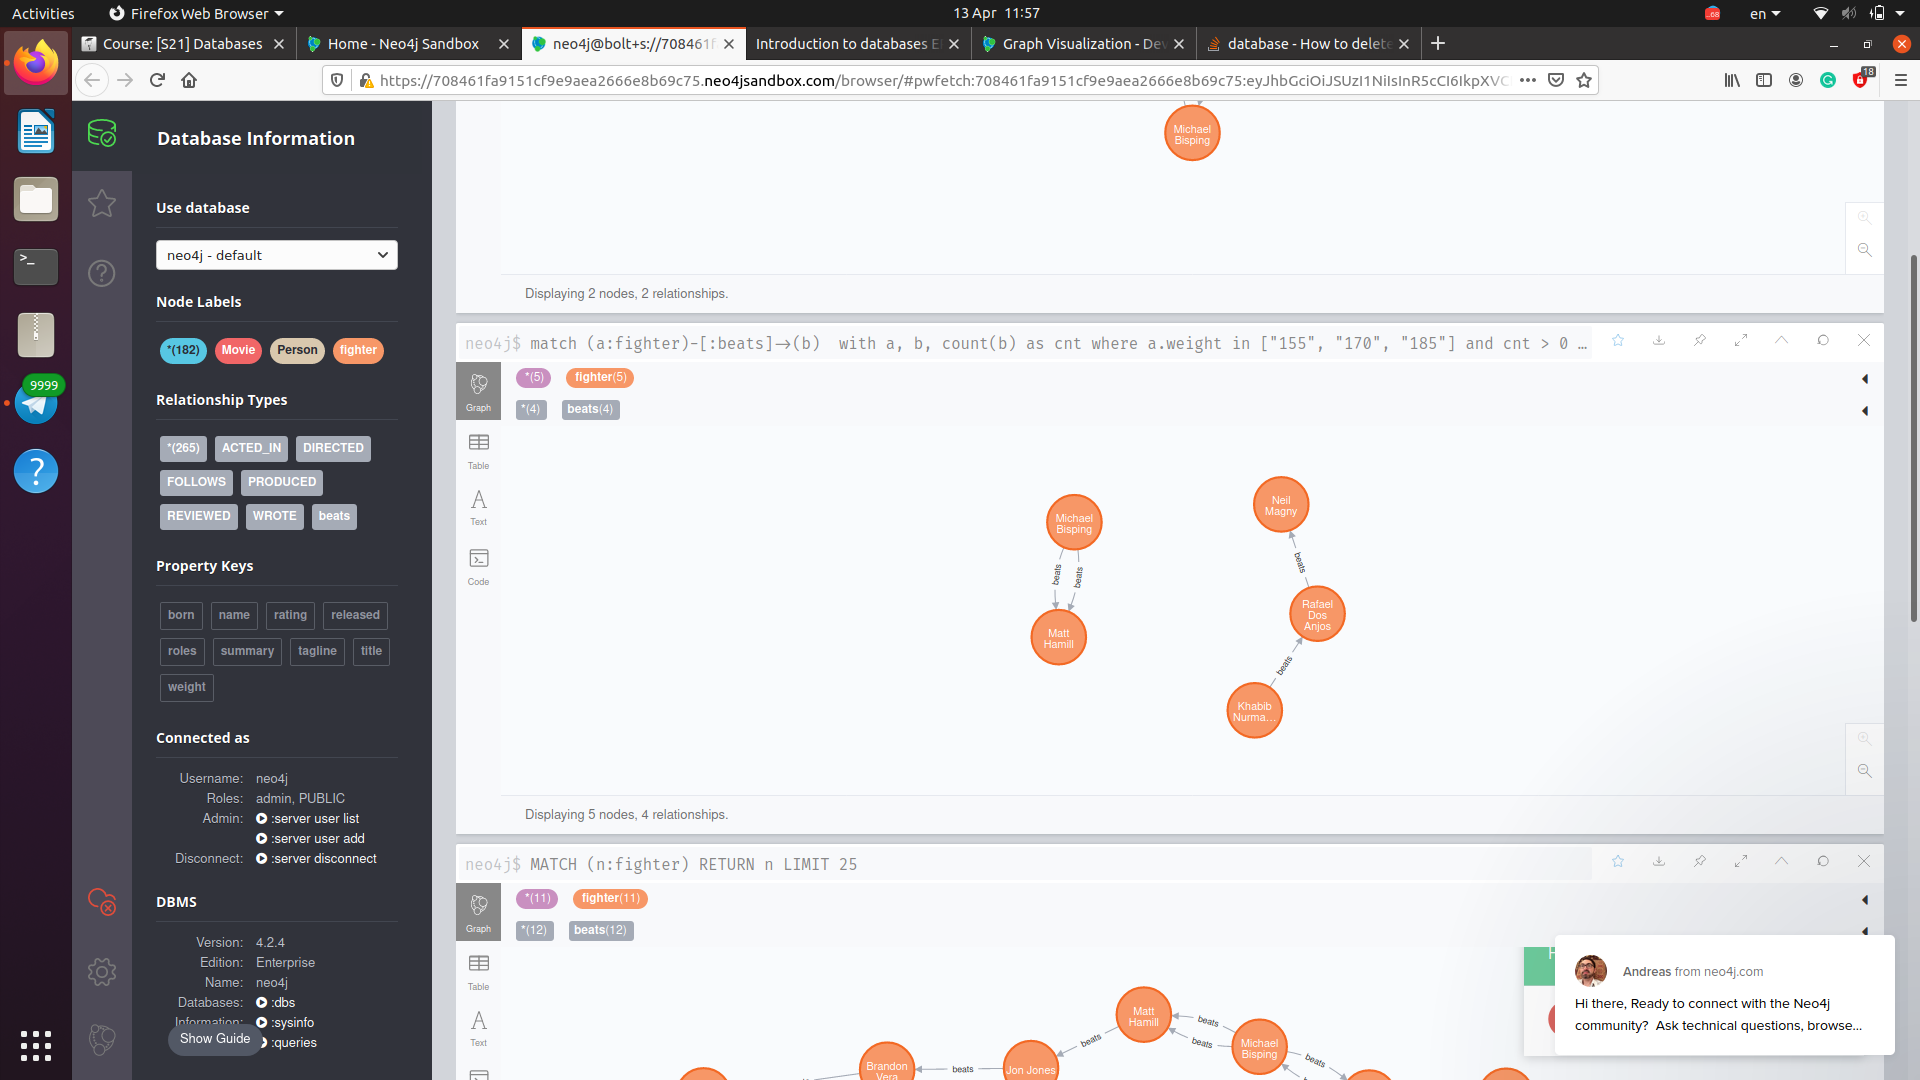 Activities
Firefox Web Browser
13 Apr 11:57
en
Course: [S21] Databases
Home - Neo4j Sandbox
neo4j@bolt+s://708461f
Introduction to databases
Graph Visualization - Dev
database - How to delete
https://708461fa9151cf9e9aea2666e8b69c75.neo4jsandbox.com/browser/#pwfetch:708461fa9151cf9e9aea2666e8b69c75:eyJhbGciOiJSUzI1NiIsInR5cCI6IkpXVC
18
9999
Database Information
Use database
neo4j - default
Node Labels
*(182) Movie Person fighter
Relationship Types
*(265) ACTED_IN DIRECTED
FOLLOWS PRODUCED
REVIEWED WROTE beats
Property Keys
born name rating released
roles summary tagline title
weight
Connected as
Username: neo4j
Roles: admin, PUBLIC
Admin: :server user list
:server user add
Disconnect: :server disconnect
DBMS
Version: 4.2.4
Edition: Enterprise
Name: neo4j
Databases: :dbs
Information: :sysinfo
:queries
Show Guide
Michael
Bisping
Displaying 2 nodes, 2 relationships.
neo4j$ match (a:fighter)-[:beats]→(b) with a, b, count(b) as cnt where a.weight in ["155", "170", "185"] and cnt > 0 …
*(5) fighter(5)
*(4) beats(4)
Graph
Table
Text
Code
Michael
Bisping
beats
beats
Matt
Hamill
Neil
Magny
beats
Rafael
Dos
Anjos
beats
Khabib
Nurma…
Displaying 5 nodes, 4 relationships.
neo4j$ MATCH (n:fighter) RETURN n LIMIT 25
*(11) fighter(11)
*(12) beats(12)
Graph
Table
Text
Matt
Hamill
beats
beats
Michael
Bisping
beats
beats
Jon Jones
beats
Brandon
Vera
Andreas from neo4j.com
Hi there, Ready to connect with the Neo4j
community? Ask technical questions, browse...